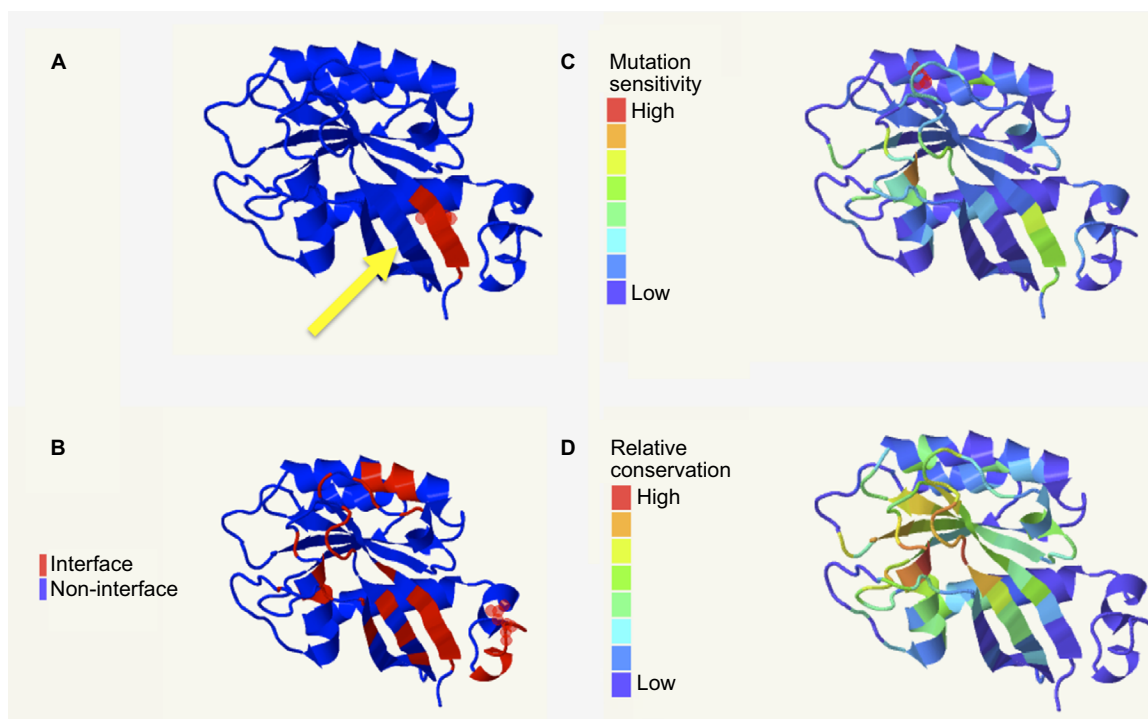 A
C
Mutation
sensitivity
High
Low
B
Interface
Non-interface
D
Relative
conservation
High
Low